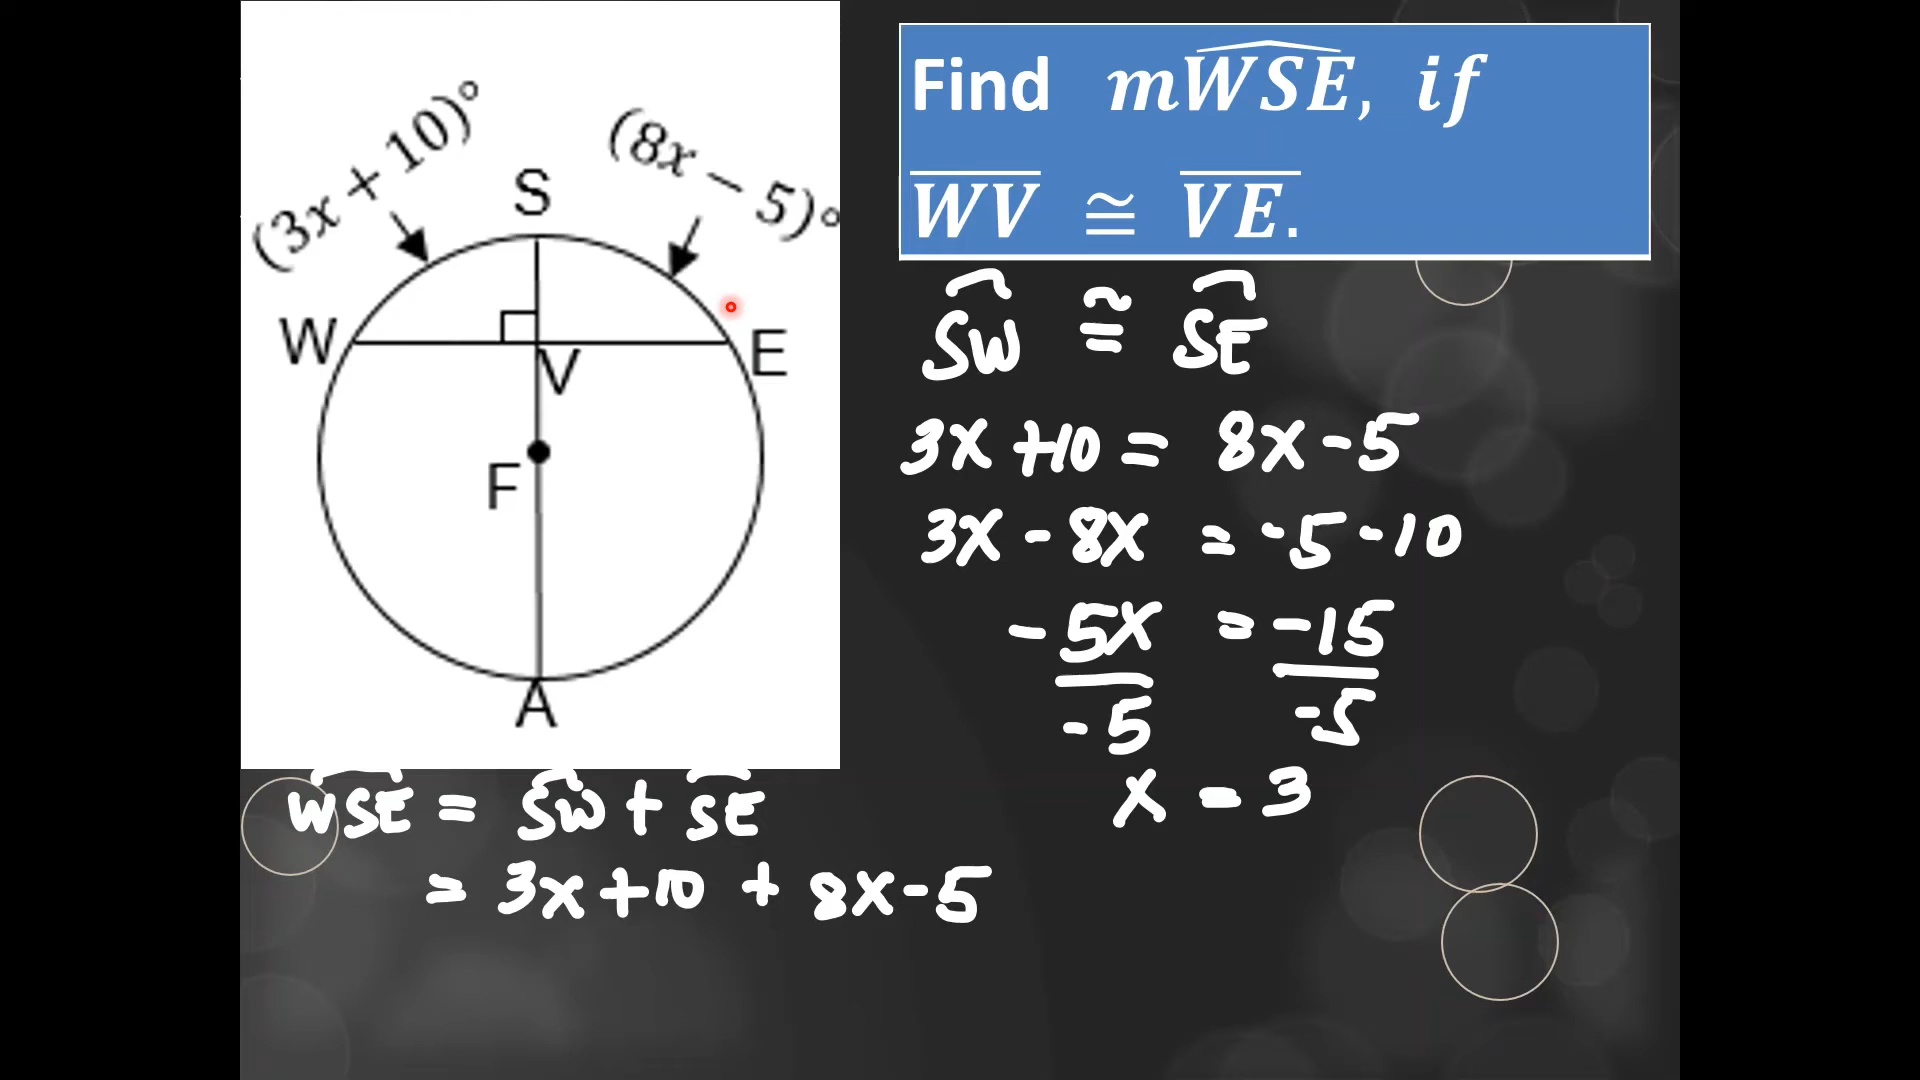 (3x + 10)°
(8x − 5)°
S
W
V
E
F
A
Find mWSE, if
WV ≅ VE.
SW ≅ SE
3x + 10 = 8x - 5
3x - 8x = -5 - 10
-5x = -15
-5 -5
x = 3
WSE = SW + SE
= 3x + 10 + 8x - 5